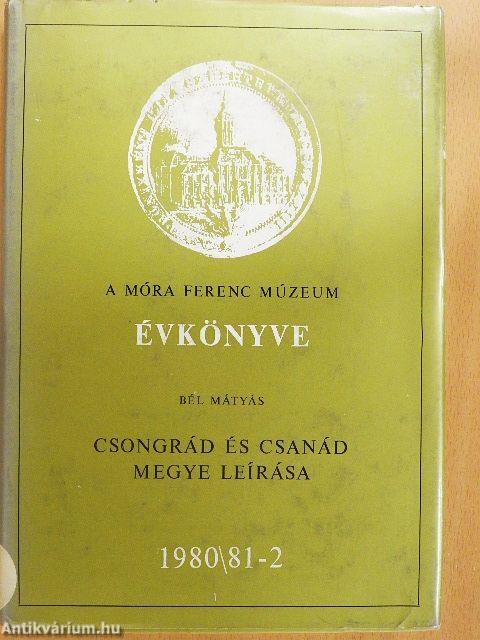 A MÓRA FERENC MÚZEUM
ÉVKÖNYVE
BÉL MÁTYÁS
CSONGRÁD ÉS CSANÁD
MEGYE LEÍRÁSA
1980\81-2
Antikvárium.hu